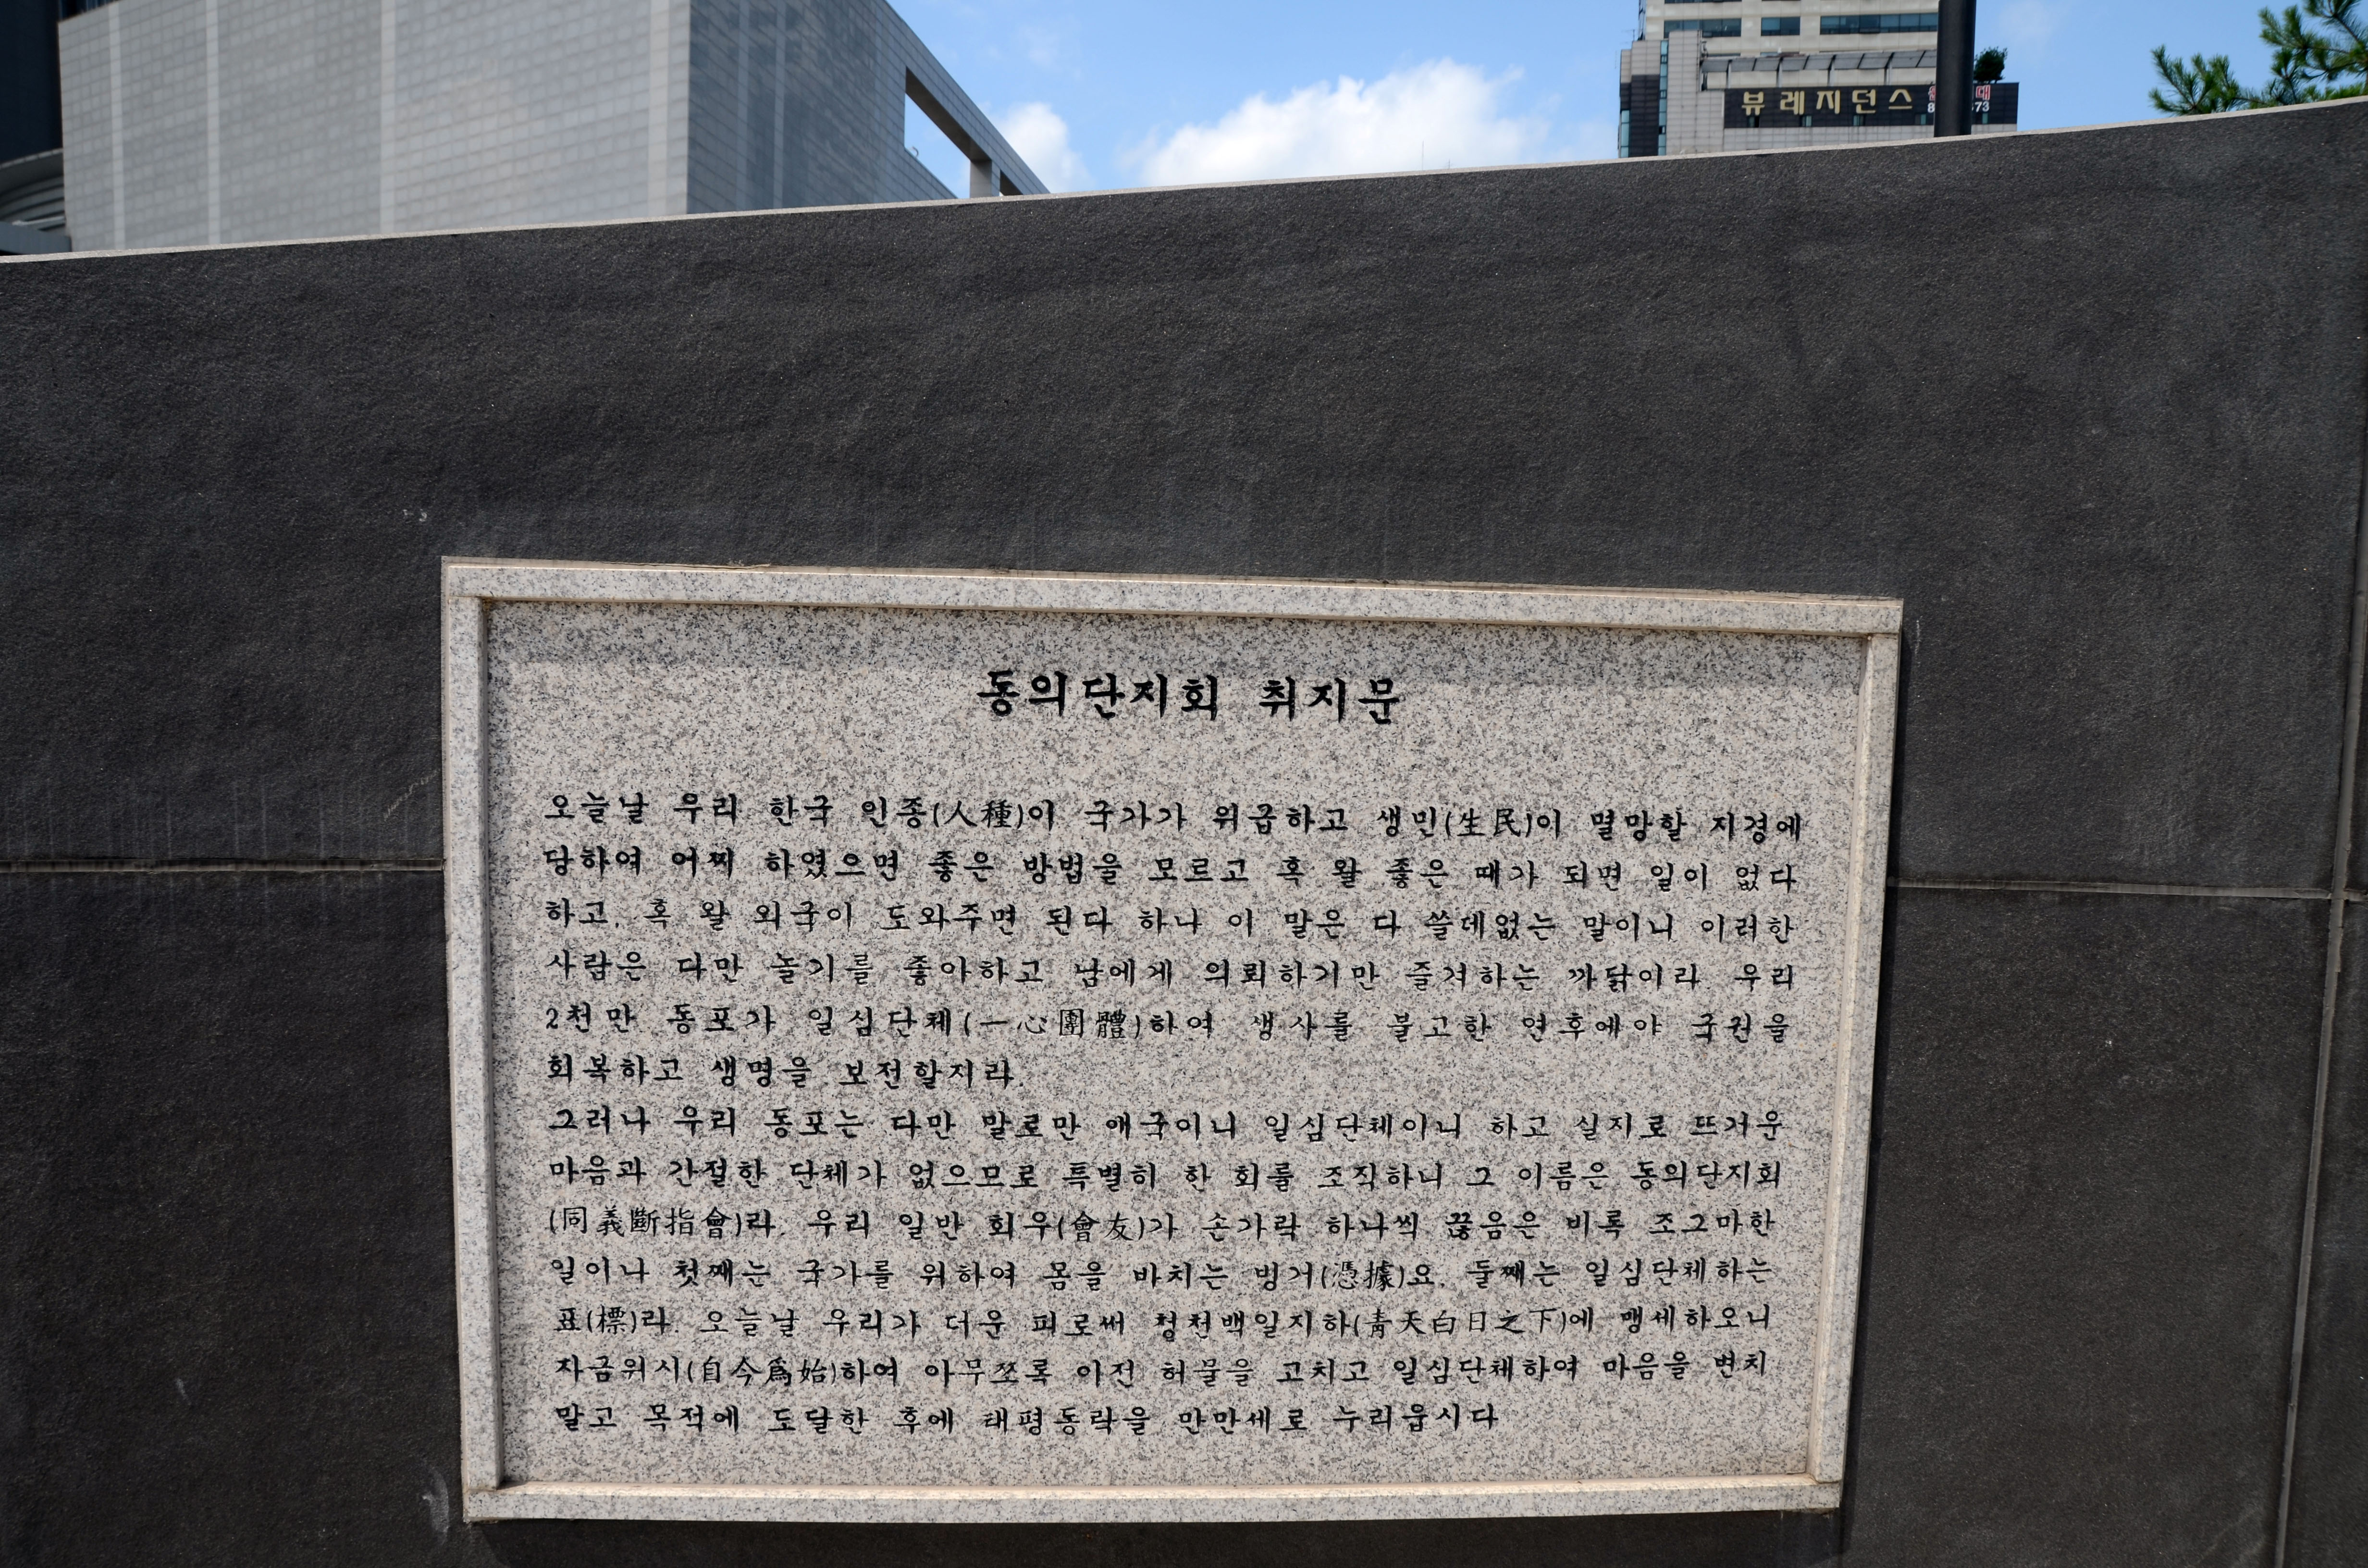 뷰레지던스
동의단지회 취지문
오늘날 우리 한국 인종(人種)이 국가가 위급하고 생민(生民)이 멸망할 지경에
당하여 어찌 하였으면 좋은 방법을 모르고 혹 왈 좋은 때가 되면 일이 없다
하고, 혹 왈 외국이 도와주면 된다 하나 이 말은 다 쓸데없는 말이니 이러한
사람은 다만 놀기를 좋아하고 남에게 의뢰하기만 즐겨하는 까닭이라. 우리
2천만 동포가 일심단체(一心團體)하여 생사를 불고한 연후에야 국권을
회복하고 생명을 보전할지라.
그러나 우리 동포는 다만 말로만 애국이니 일심단체이니 하고 실지로 뜨거운
마음과 간절한 단체가 없으므로 특별히 한 회를 조직하니 그 이름은 동의단지회
(同義斷指會)라. 우리 일반 회우(會友)가 손가락 하나씩 끊음은 비록 조그마한
일이나 첫째는 국가를 위하여 몸을 바치는 빙거(憑據)요, 둘째는 일심단체하는
표(標)라. 오늘날 우리가 더운 피로써 청천백일지하(靑天白日之下)에 맹세하오니
자금위시(自今爲始)하여 아무쪼록 이전 허물을 고치고 일심단체하여 마음을 변치
말고 목적에 도달한 후에 태평동락을 만만세로 누리옵시다